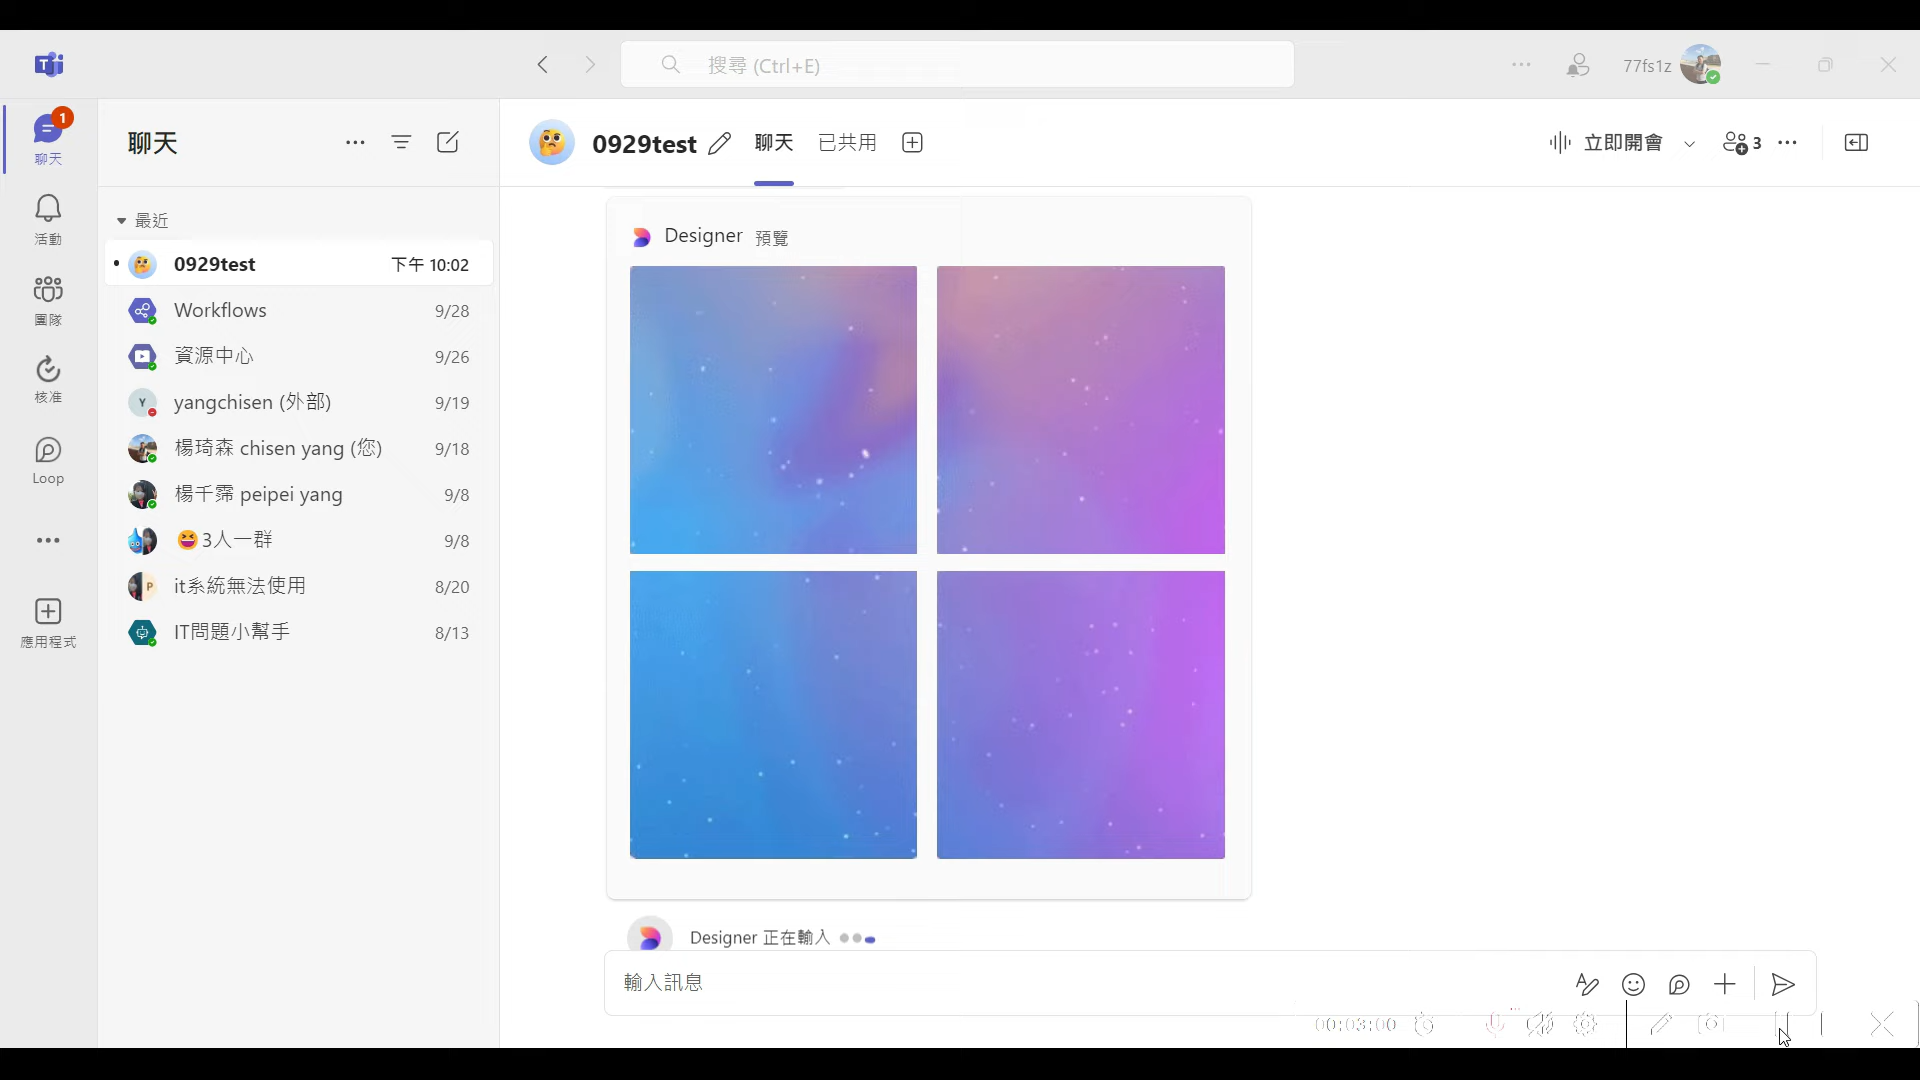 搜尋 (Ctrl+E)
77fs1z
1
聊天
活動
團隊
核准
Loop
應用程式
聊天
最近
0929test 下午 10:02
Workflows 9/28
資源中心 9/26
Y
yangchisen (外部) 9/19
楊琦森 chisen yang (您) 9/18
楊千霈 peipei yang 9/8
3人一群 9/8
P
it系統無法使用 8/20
IT問題小幫手 8/13
0929test 聊天 已共用 立即開會 3
Designer 預覽
Designer 正在輸入
輸入訊息
00:03:00